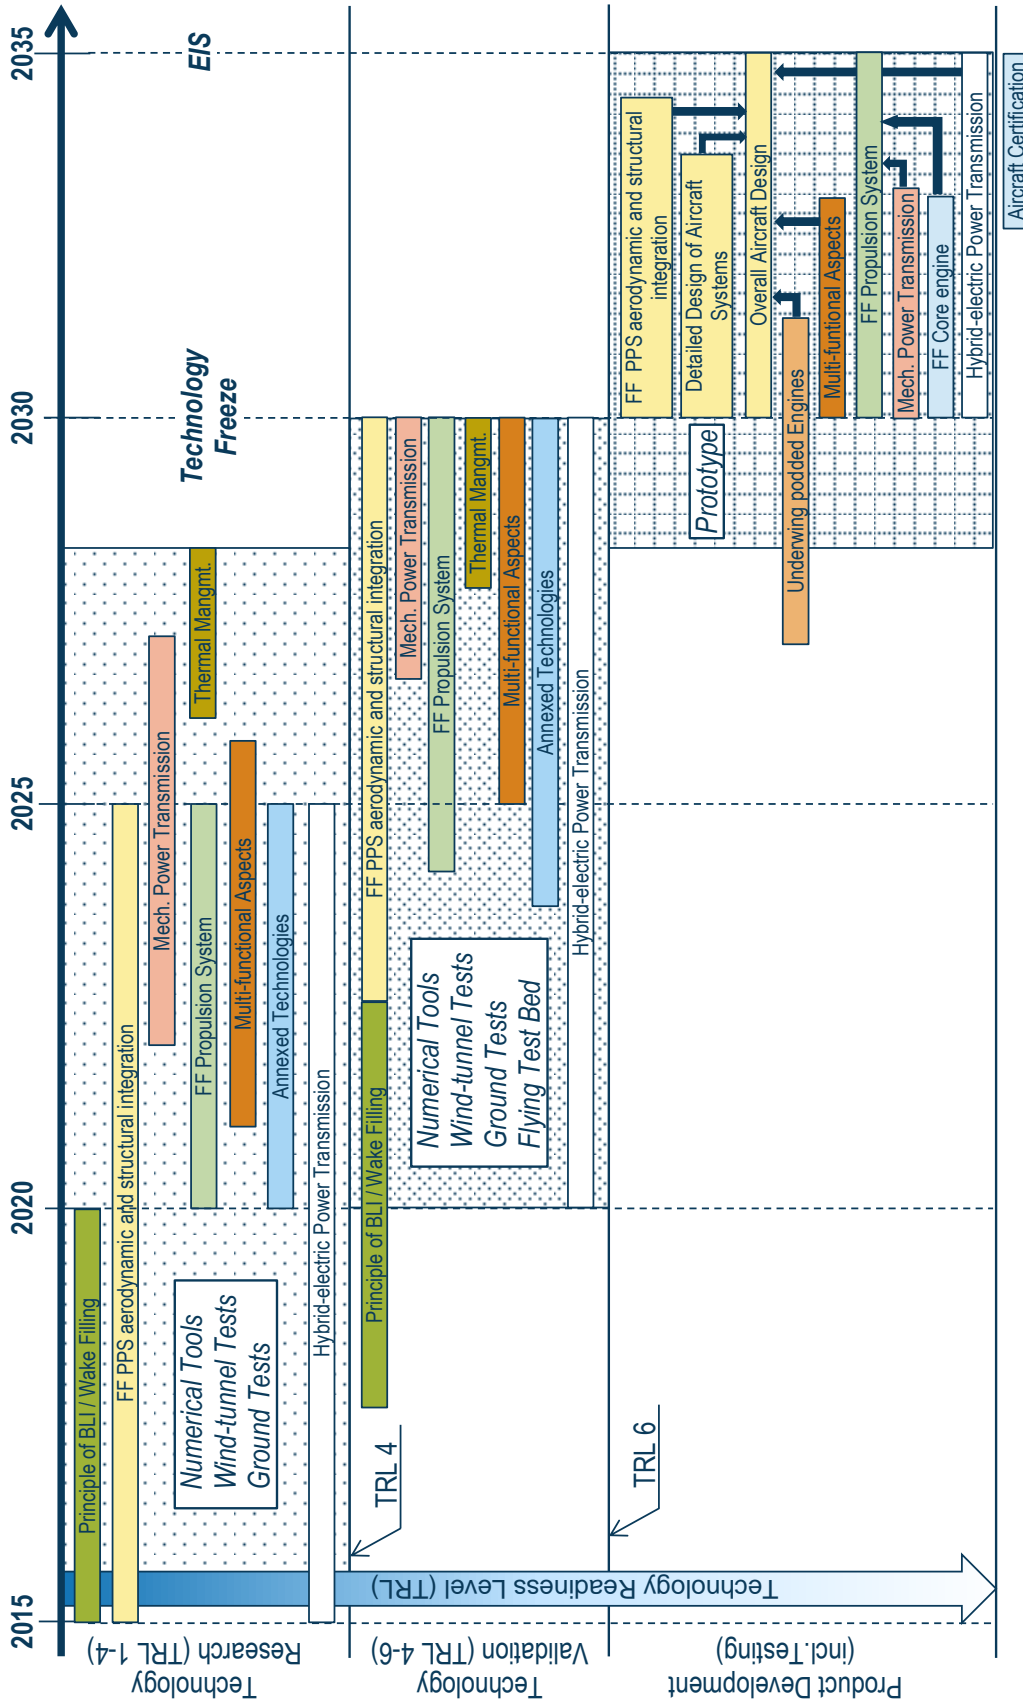 2015
2020
2025
2030
2035
Technology
Research (TRL 1-4)
Principle of BLI / Wake Filling
FF PPS aerodynamic and structural integration
Mech. Power Transmission
FF Propulsion System
Thermal Mangmt.
Multi-functional Aspects
Annexed Technologies
Hybrid-electric Power Transmission
Numerical Tools
Wind-tunnel Tests
Ground Tests
Technology
Freeze
EIS
TRL 4
Technology
Validation (TRL 4-6)
Principle of BLI / Wake Filling
FF PPS aerodynamic and structural integration
Mech. Power Transmission
FF Propulsion System
Thermal Mangmt.
Multi-functional Aspects
Annexed Technologies
Hybrid-electric Power Transmission
Numerical Tools
Wind-tunnel Tests
Ground Tests
Flying Test Bed
TRL 6
Technology Readiness Level (TRL)
Product Development
(incl.Testing)
Prototype
FF PPS aerodynamic and structural
integration
Detailed Design of Aircraft
Systems
Overall Aircraft Design
Underwing podded Engines
Multi-funtional Aspects
FF Propulsion System
Mech. Power Transmission
FF Core engine
Hybrid-electric Power Transmission
Aircraft Certification